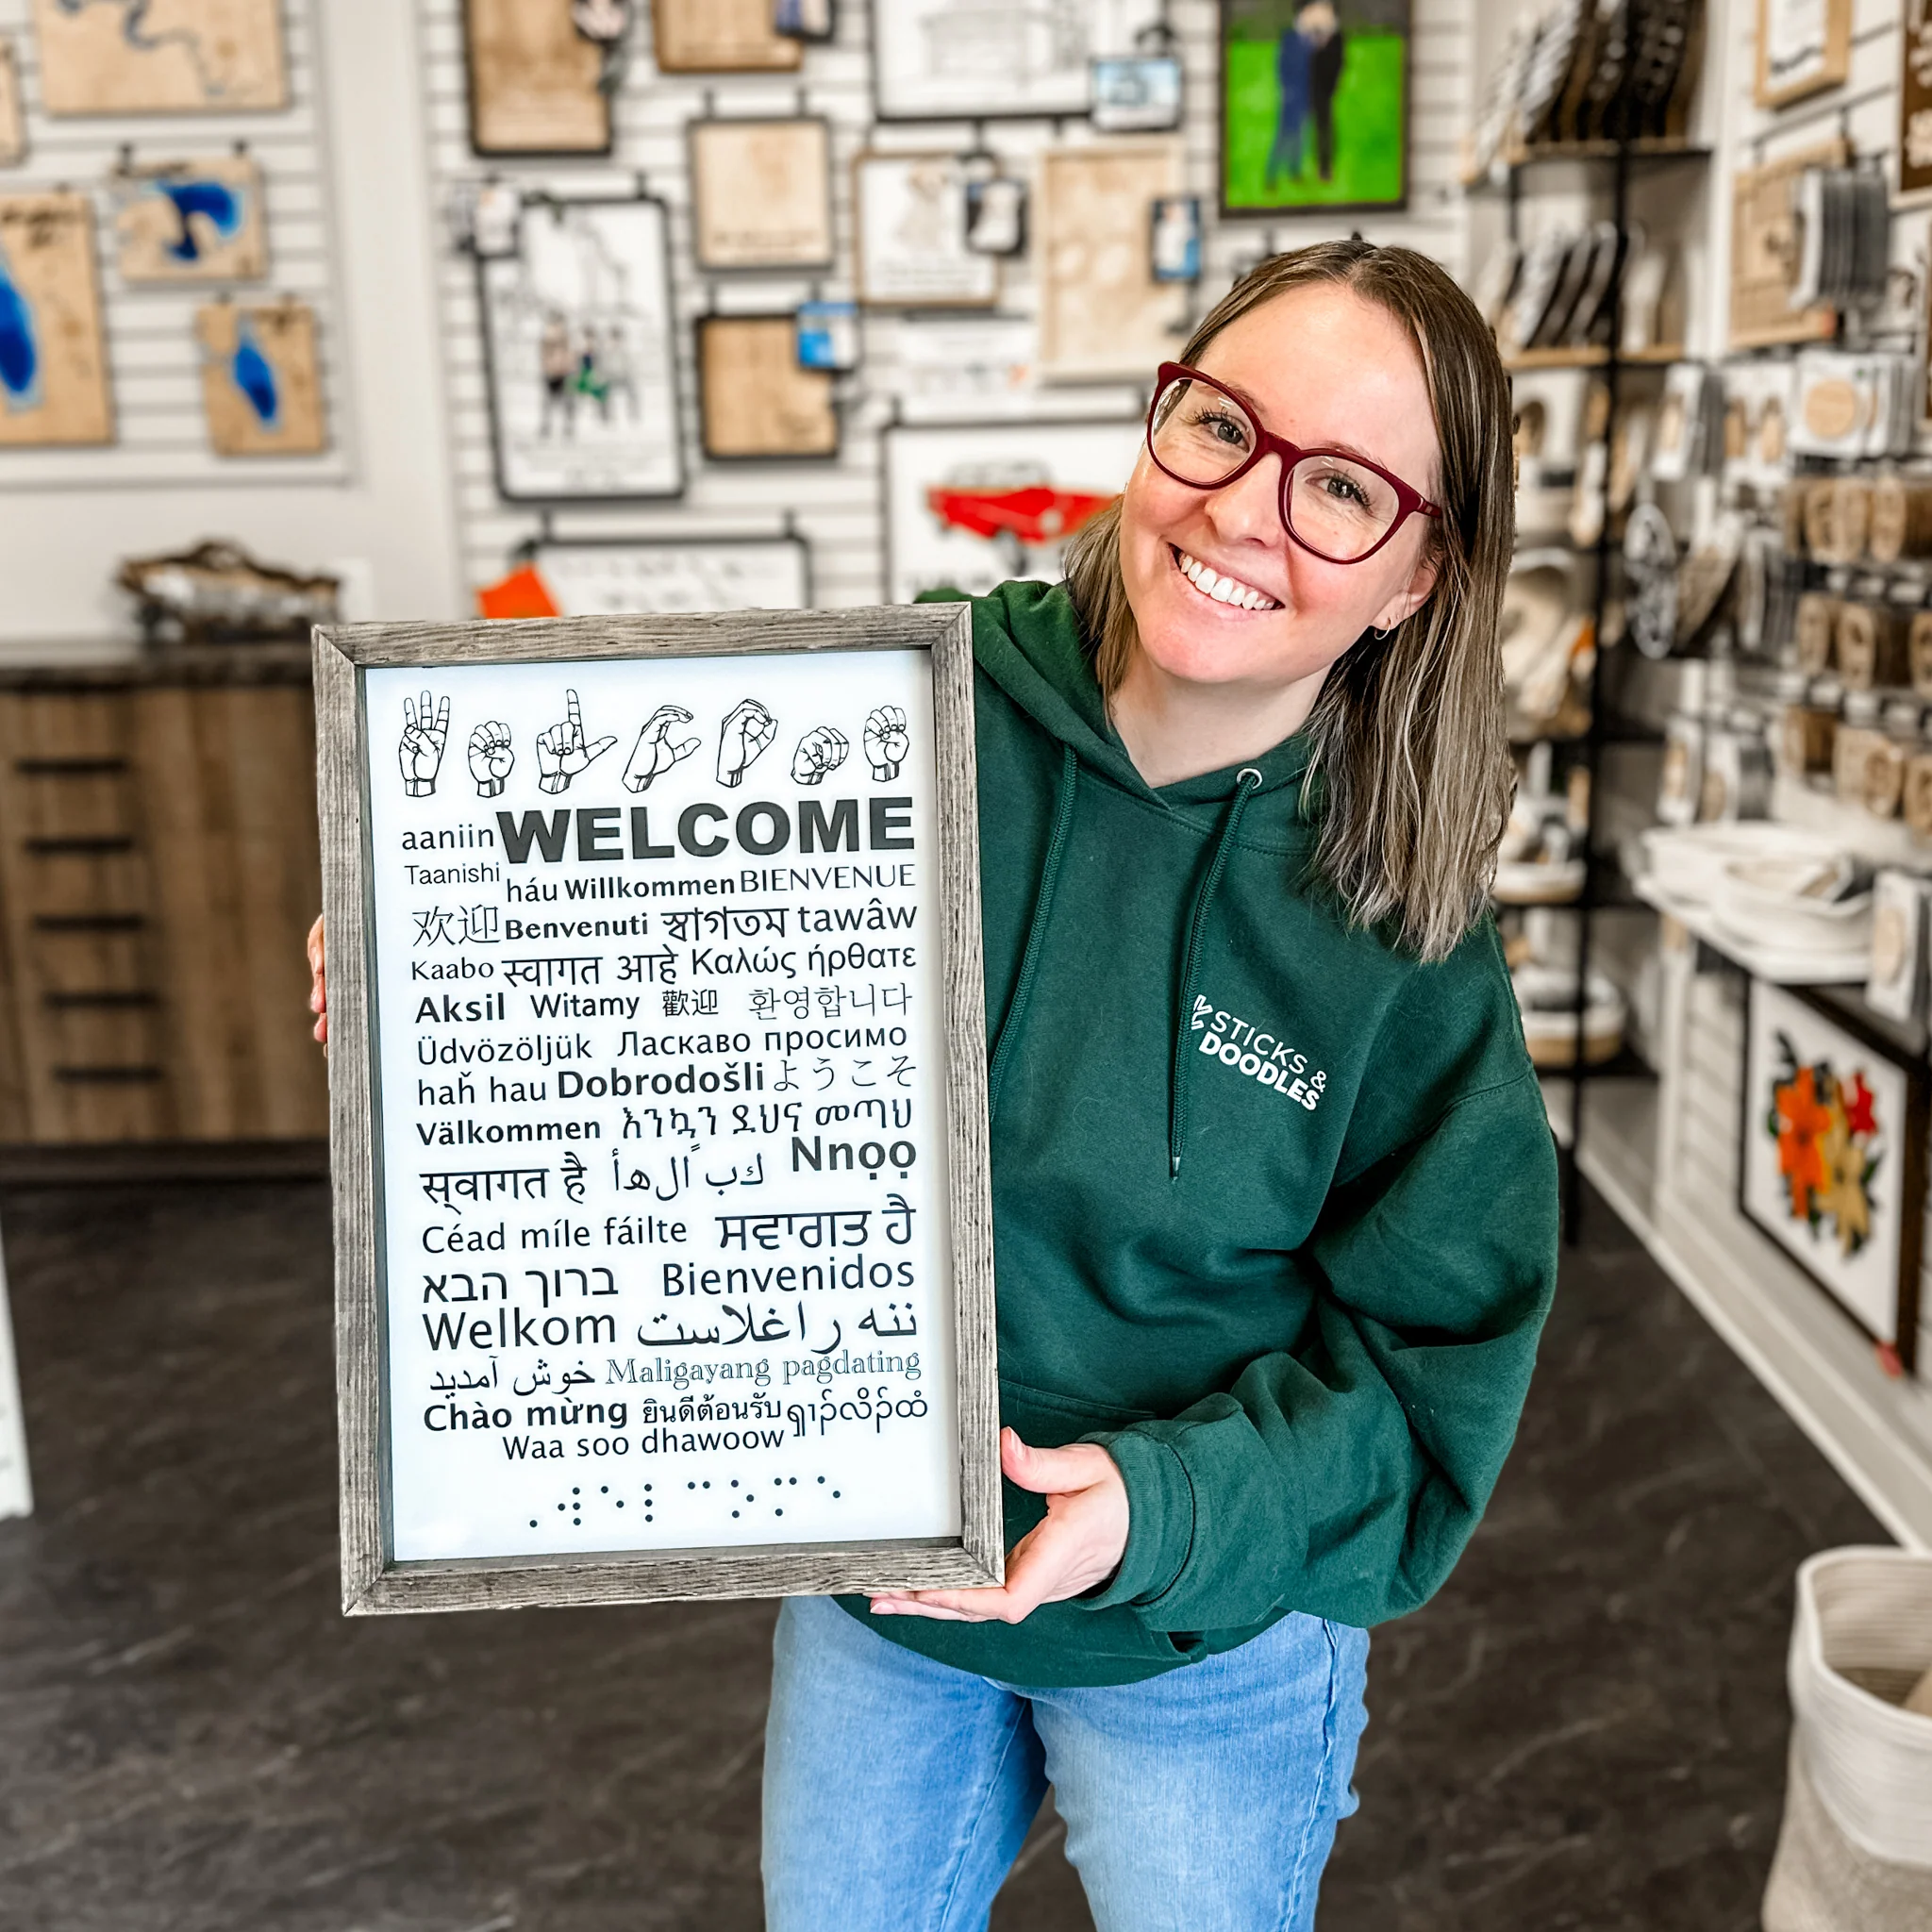 WELCOME
aaniin
Taanishi
háu Willkommen BIENVENUE
欢迎 Benvenuti স্বাগতম tawâw
Kaabo स्वागत आहे Καλώς ήρθατε
Aksil Witamy 歡迎 환영합니다
Üdvözöljük Ласкаво просимо
haȟ hau Dobrodošli ようこそ
Välkommen እንኳን ደህና መጣህ
स्वागत है Nnọọ
Céad míle fáilte ਸਵਾਗਤ ਹੈ
ברוך הבא Bienvenidos
Welkom ښه راغلاست
خوش آمدید Maligayang pagdating
Chào mừng ยินดีต้อนรับ
Waa soo dhawoow
⠠⠺⠑⠇⠉⠕⠍⠑
STICKS &
DOODLES